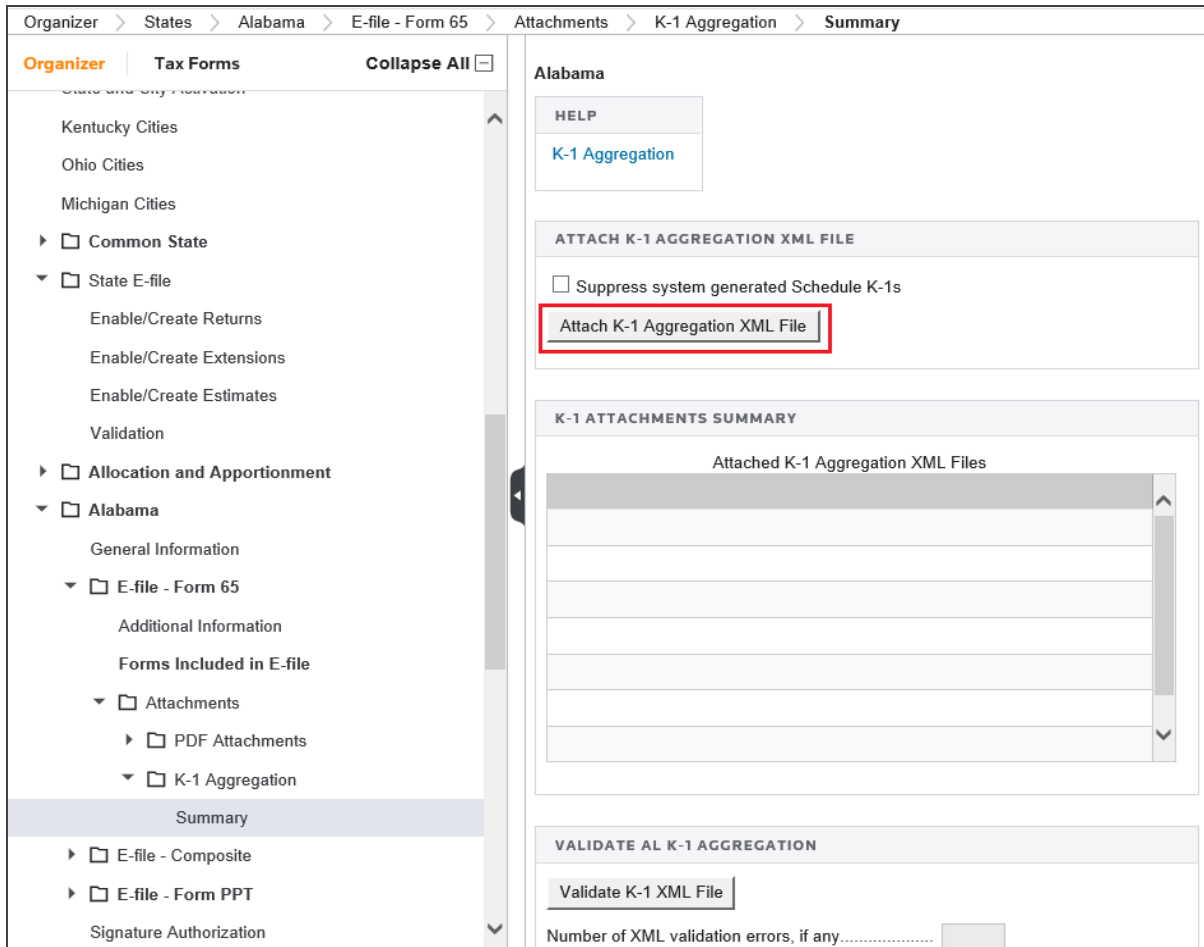 Organizer States Alabama E-file - Form 65 Attachments K-1 Aggregation Summary
Organizer Tax Forms Collapse All
State and City Activation
Kentucky Cities
Ohio Cities
Michigan Cities
Common State
State E-file
Enable/Create Returns
Enable/Create Extensions
Enable/Create Estimates
Validation
Allocation and Apportionment
Alabama
General Information
E-file - Form 65
Additional Information
Forms Included in E-file
Attachments
PDF Attachments
K-1 Aggregation
Summary
E-file - Composite
E-file - Form PPT
Signature Authorization
Alabama
HELP
K-1 Aggregation
ATTACH K-1 AGGREGATION XML FILE
Suppress system generated Schedule K-1s
Attach K-1 Aggregation XML File
K-1 ATTACHMENTS SUMMARY
Attached K-1 Aggregation XML Files
VALIDATE AL K-1 AGGREGATION
Validate K-1 XML File
Number of XML validation errors, if any....................